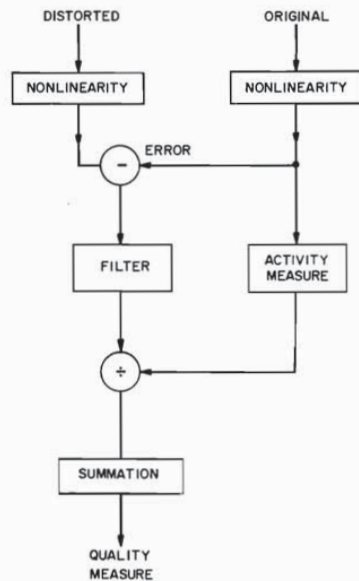 DISTORTED
ORIGINAL
NONLINEARITY
NONLINEARITY
ERROR
-
FILTER
ACTIVITY
MEASURE
÷
SUMMATION
QUALITY
MEASURE